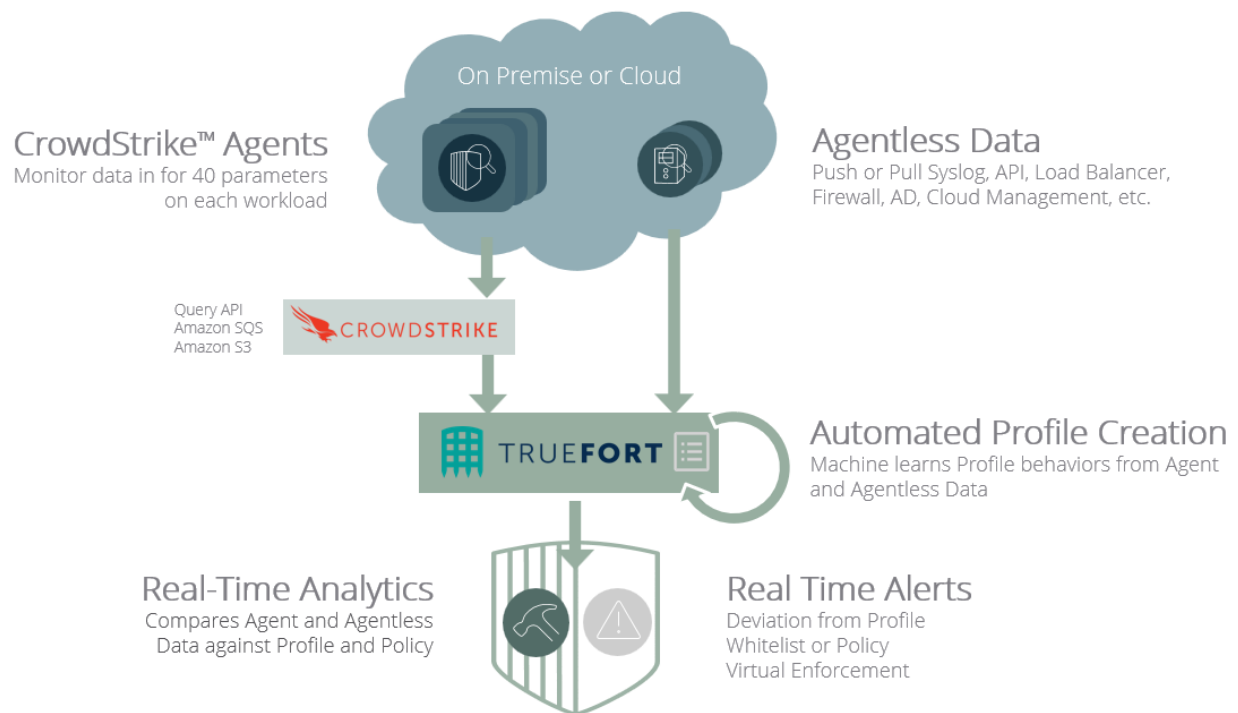 On Premise or Cloud
CrowdStrike™ Agents
Monitor data in for 40 parameters
on each workload
Agentless Data
Push or Pull Syslog, API, Load Balancer,
Firewall, AD, Cloud Management, etc.
Query API
Amazon SQS
Amazon S3
CROWDSTRIKE
TRUEFORT
Automated Profile Creation
Machine learns Profile behaviors from Agent
and Agentless Data
Real-Time Analytics
Compares Agent and Agentless
Data against Profile and Policy
Real Time Alerts
Deviation from Profile
Whitelist or Policy
Virtual Enforcement